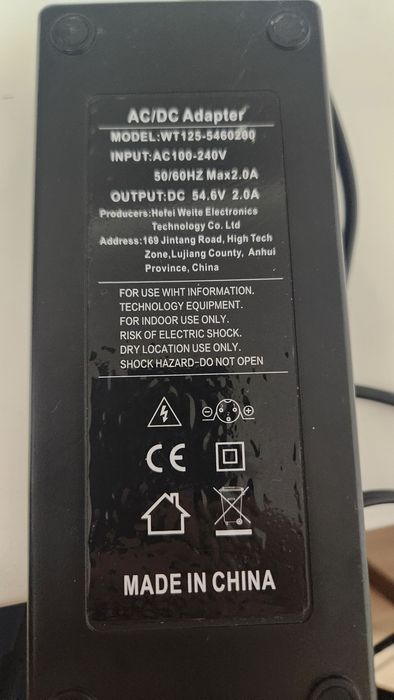 AC/DC Adapter
MODEL:WT125-5460200
INPUT:AC100-240V
50/60HZ Max2.0A
OUTPUT:DC 54.6V 2.0A
Producers:Hefei Weite Electronics
Technology Co. Ltd
Address:169 Jintang Road, High Tech
Zone,Lujiang County, Anhui
Province, China
FOR USE WIHT INFORMATION.
TECHNOLOGY EQUIPMENT.
FOR INDOOR USE ONLY.
RISK OF ELECTRIC SHOCK.
DRY LOCATION USE ONLY.
SHOCK HAZARD-DO NOT OPEN
CE
MADE IN CHINA